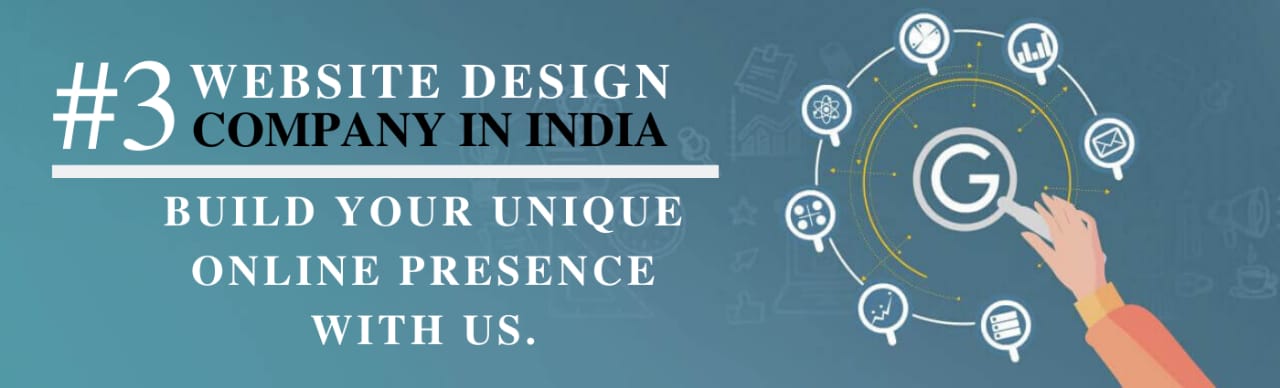 #3 WEBSITE DESIGN
COMPANY IN INDIA
BUILD YOUR UNIQUE
ONLINE PRESENCE
WITH US.
G